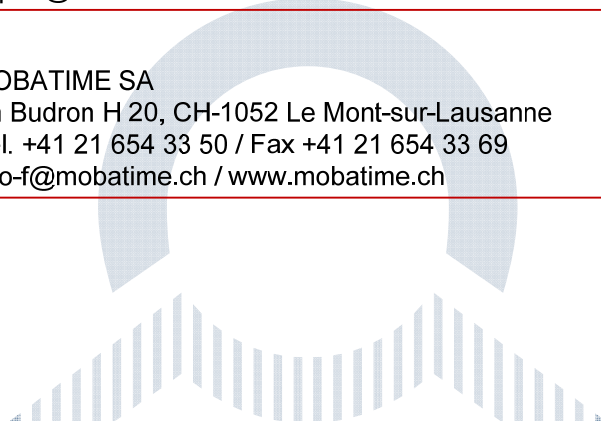 OBATIME SA
Budron H 20, CH-1052 Le Mont-sur-Lausanne
l. +41 21 654 33 50 / Fax +41 21 654 33 69
o-f@mobatime.ch / www.mobatime.ch